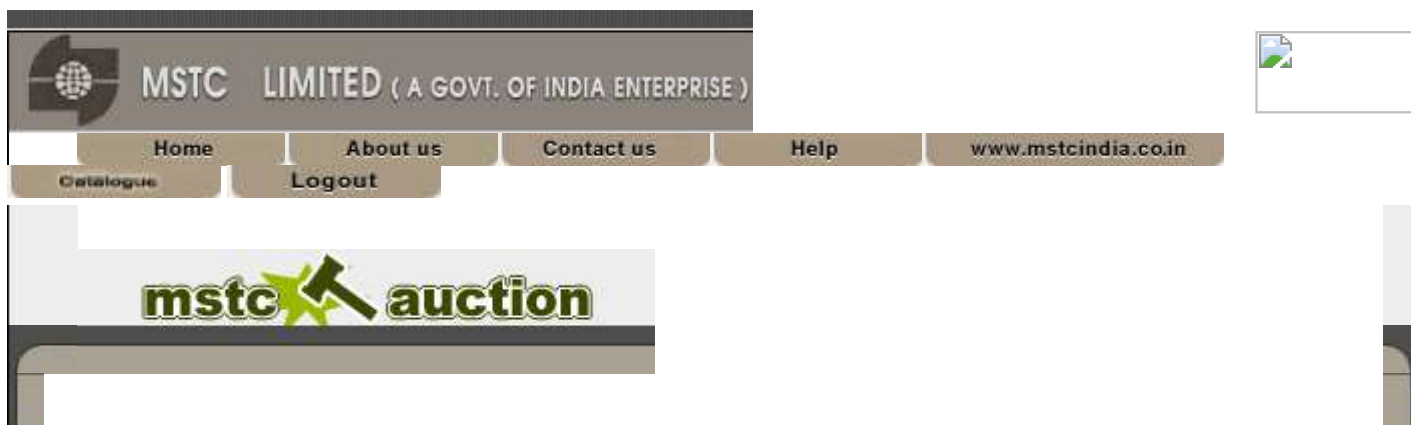 MSTC LIMITED ( A GOVT. OF INDIA ENTERPRISE )
Home About us Contact us Help www.mstcindia.co.in
Catalogue Logout
mstc auction